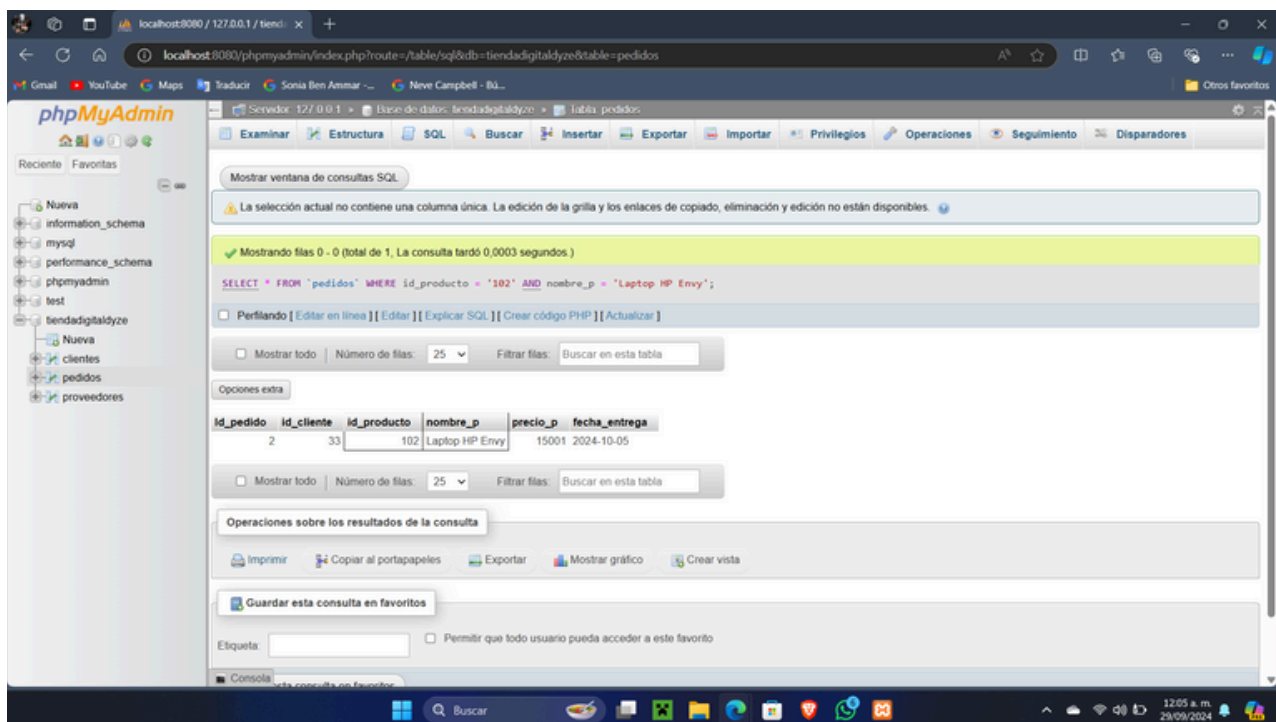 localhost:8080 / 127.0.0.1 / tiend
localhost:8080/phpmyadmin/index.php?route=/table/sql&db=tiendadigitaldyze&table=pedidos
Gmail YouTube Maps Traducir Sonia Ben Ammar -... Neve Campbell - Bú... Otros favoritos
phpMyAdmin
Reciente Favoritas
Nueva
information_schema
mysql
performance_schema
phpmyadmin
test
tiendadigitaldyze
Nueva
clientes
pedidos
proveedores
Servidor: 127.0.0.1 » Base de datos: tiendadigitaldyze » Tabla: pedidos
Examinar Estructura SQL Buscar Insertar Exportar Importar Privilegios Operaciones Seguimiento Disparadores
Mostrar ventana de consultas SQL
La selección actual no contiene una columna única. La edición de la grilla y los enlaces de copiado, eliminación y edición no están disponibles.
Mostrando filas 0 - 0 (total de 1, La consulta tardó 0,0003 segundos.)
SELECT * FROM `pedidos` WHERE id_producto = '102' AND nombre_p = 'Laptop HP Envy';
Perfilando [ Editar en línea ] [ Editar ] [ Explicar SQL ] [ Crear código PHP ] [ Actualizar ]
Mostrar todo | Número de filas: 25 Filtrar filas: Buscar en esta tabla
Opciones extra
Id_pedido id_cliente id_producto nombre_p precio_p fecha_entrega
2 33 102 Laptop HP Envy 15001 2024-10-05
Mostrar todo | Número de filas: 25 Filtrar filas: Buscar en esta tabla
Operaciones sobre los resultados de la consulta
Imprimir Copiar al portapapeles Exportar Mostrar gráfico Crear vista
Guardar esta consulta en favoritos
Etiqueta: Permitir que todo usuario pueda acceder a este favorito
Consola esta consulta en favoritos
Buscar
12:05 a. m.
29/09/2024